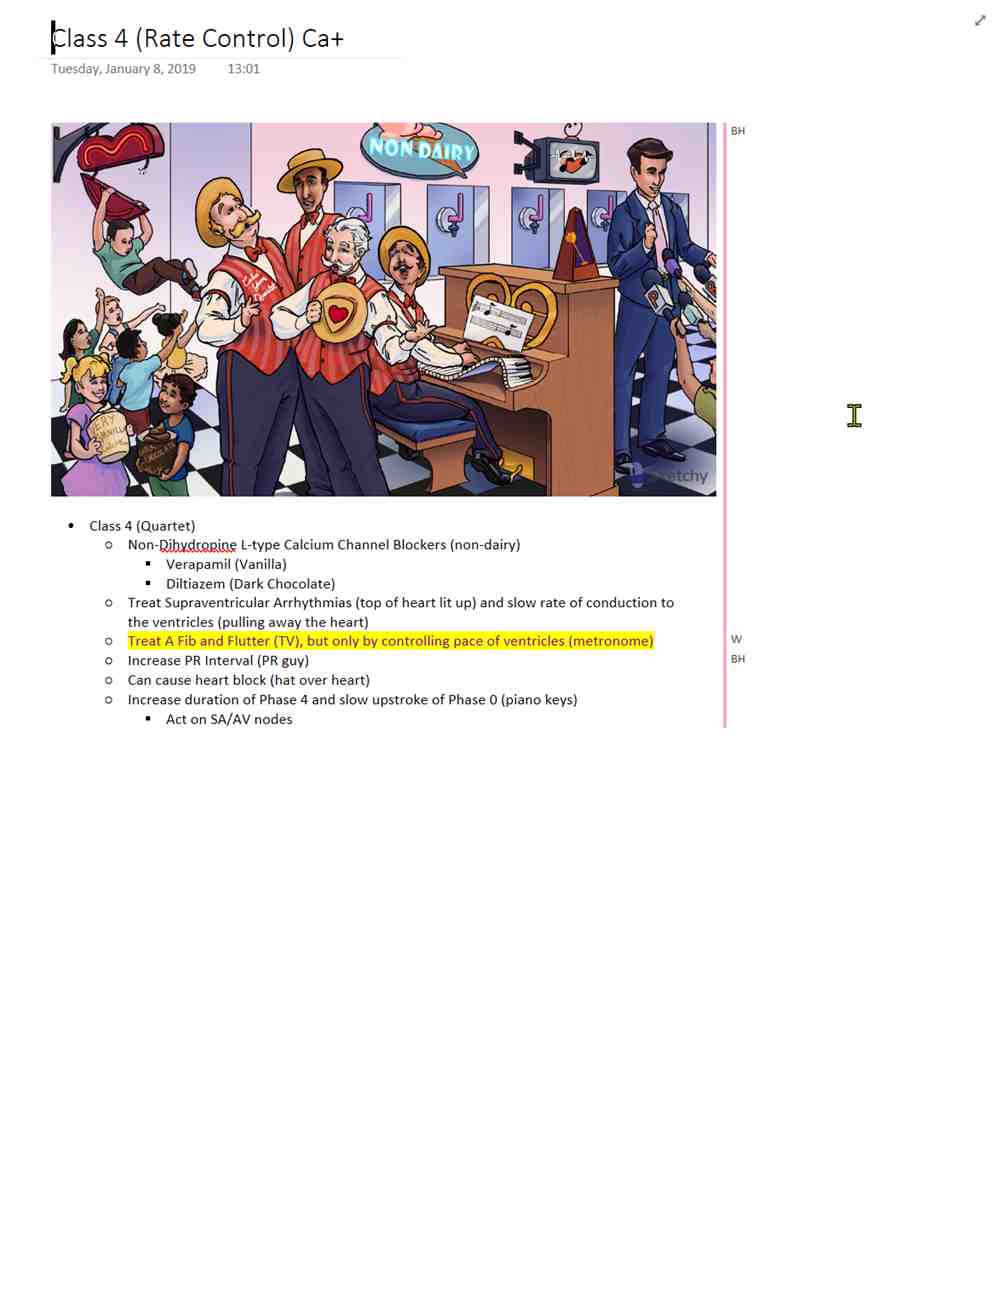 Class 4 (Rate Control) Ca+
Tuesday, January 8, 2019 13:01
BH
NON DAIRY
VERY
VANILLA
DARK
CHOCOLATE
• Class 4 (Quartet)
○ Non-Dihydropine L-type Calcium Channel Blockers (non-dairy)
▪ Verapamil (Vanilla)
▪ Diltiazem (Dark Chocolate)
○ Treat Supraventricular Arrhythmias (top of heart lit up) and slow rate of conduction to
the ventricles (pulling away the heart)
○ Treat A Fib and Flutter (TV), but only by controlling pace of ventricles (metronome)
W
○ Increase PR Interval (PR guy)
BH
○ Can cause heart block (hat over heart)
○ Increase duration of Phase 4 and slow upstroke of Phase 0 (piano keys)
▪ Act on SA/AV nodes